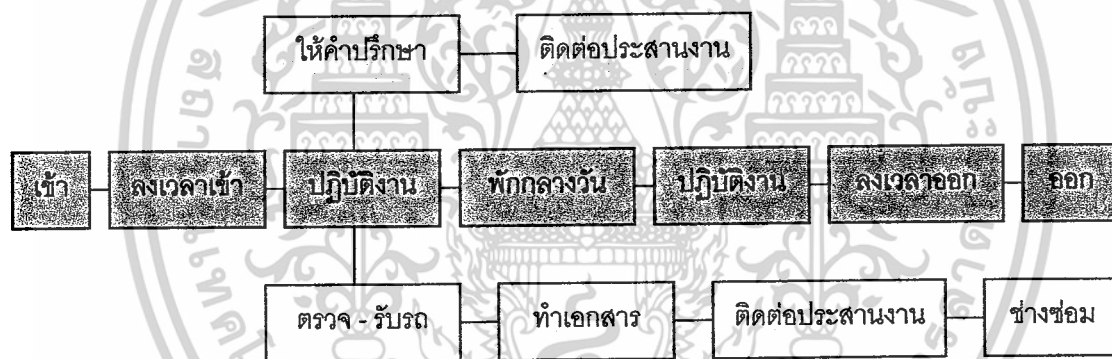 ให้คำปรึกษา ติดต่อประสานงาน
เข้า ลงเวลาเข้า ปฏิบัติงาน พักกลางวัน ปฏิบัติงาน ลงเวลาออก ออก
ตรวจ - รับรถ ทำเอกสาร ติดต่อประสานงาน ช่างซ่อม